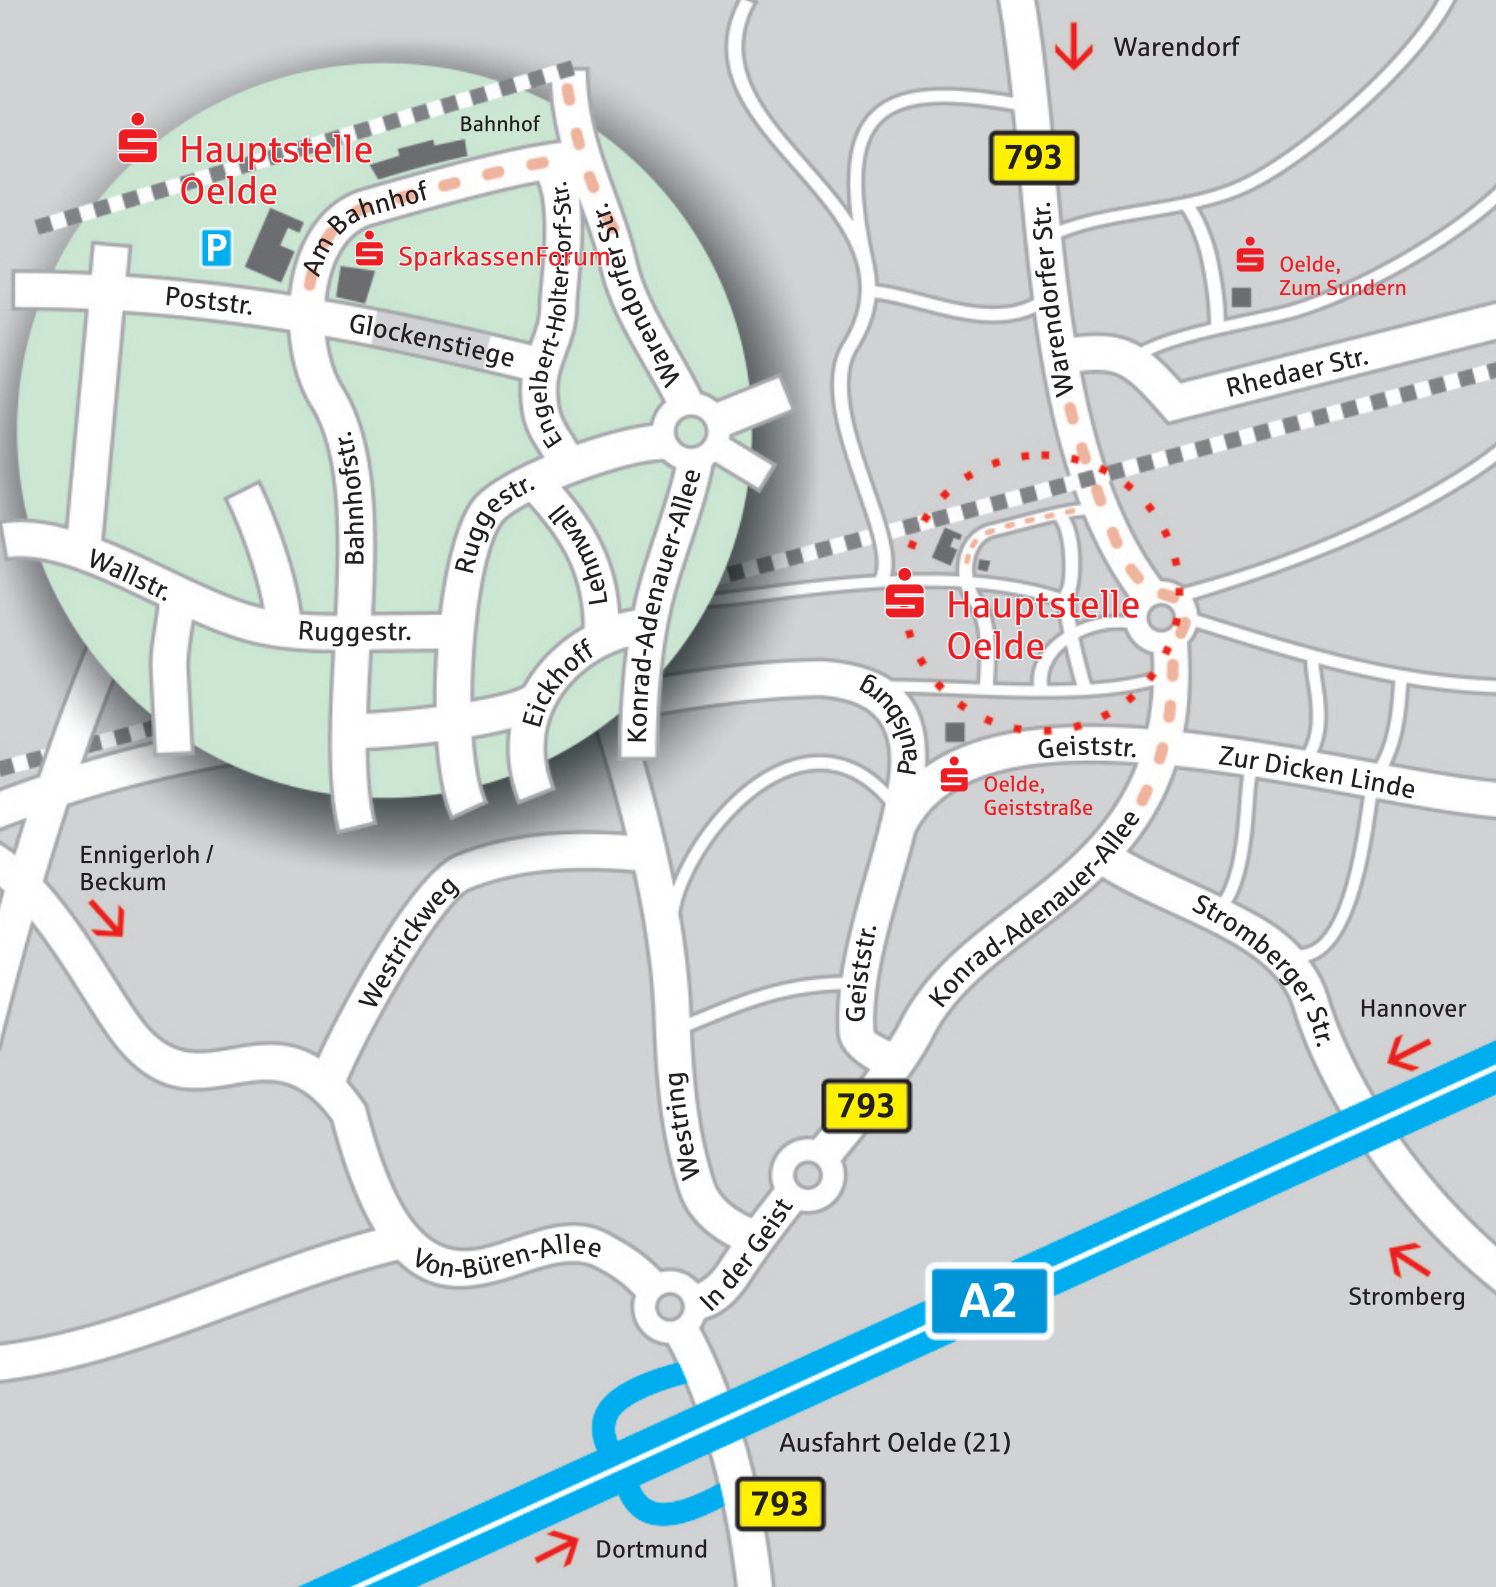 Warendorf
793
Bahnhof
Hauptstelle
Oelde
P
Am Bahnhof
SparkassenForum
Engelbert-Holterdorf-Str.
Warendorfer Str.
Poststr.
Glockenstiege
Bahnhofstr.
Ruggestr.
Lehmwall
Konrad-Adenauer-Allee
Wallstr.
Ruggestr.
Eickhoff
Warendorfer Str.
Oelde,
Zum Sundern
Rhedaer Str.
Hauptstelle
Oelde
Paulsburg
Geiststr.
Zur Dicken Linde
Oelde,
Geiststraße
Ennigerloh /
Beckum
Westrickweg
Geiststr.
Konrad-Adenauer-Allee
Stromberger Str.
Hannover
Westring
793
In der Geist
Von-Büren-Allee
A2
Stromberg
Ausfahrt Oelde (21)
793
Dortmund